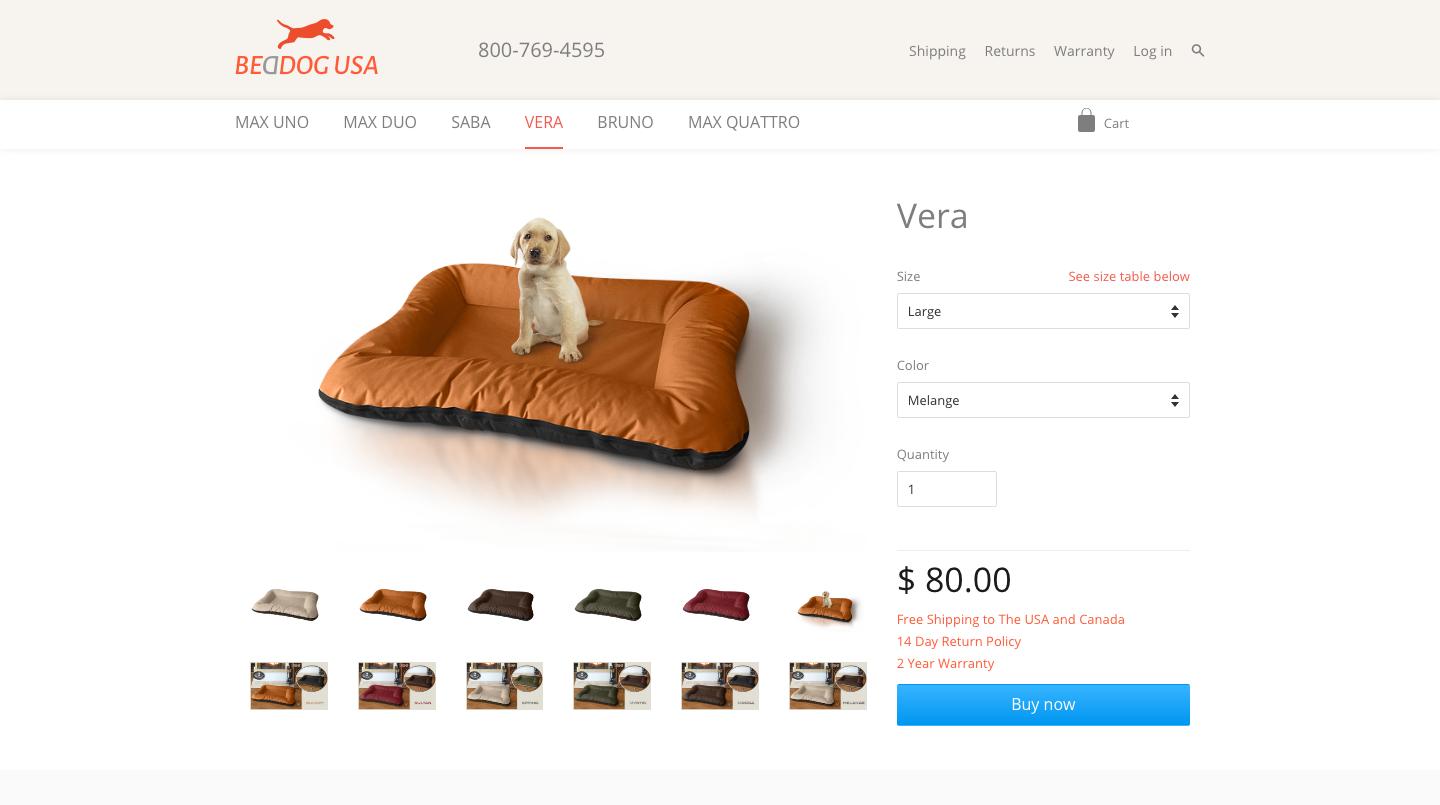 BEDDOG USA
800-769-4595
Shipping Returns Warranty Log in
MAX UNO MAX DUO SABA VERA BRUNO MAX QUATTRO Cart
Vera
Size See size table below
Large
Color
Melange
Quantity
1
$ 80.00
Free Shipping to The USA and Canada
14 Day Return Policy
2 Year Warranty
Buy now